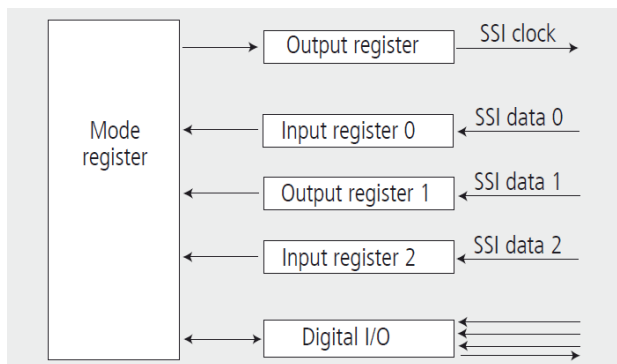 Output register
SSI clock
Mode
register
Input register 0
SSI data 0
Output register 1
SSI data 1
Input register 2
SSI data 2
Digital I/O